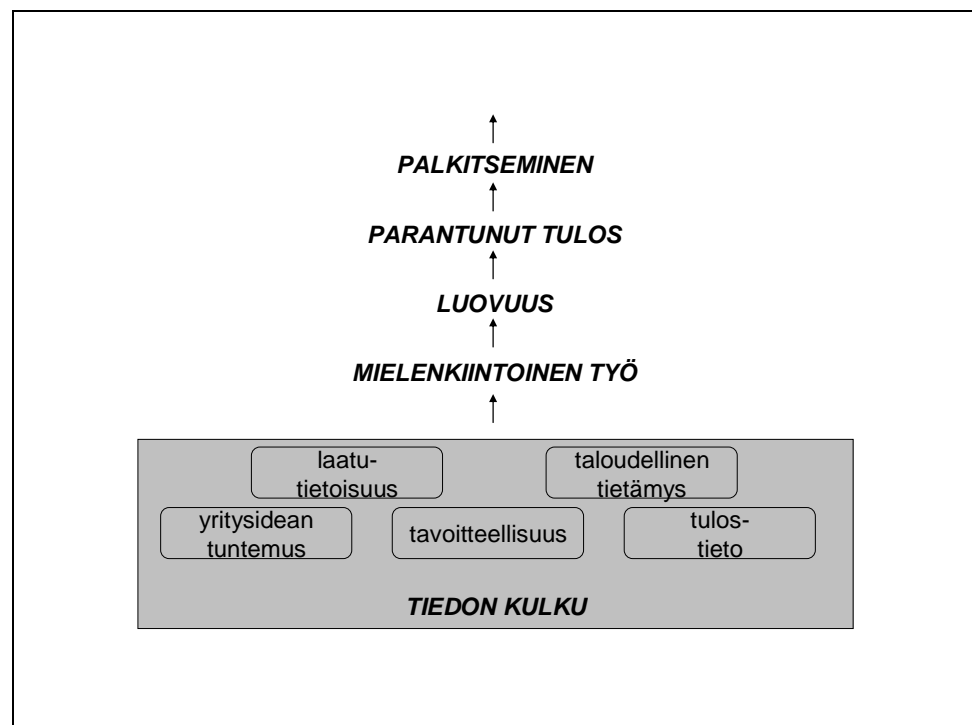 PALKITSEMINEN
PARANTUNUT TULOS
LUOVUUS
MIELENKIINTOINEN TYÖ
laatu-
tietoisuus
taloudellinen
tietämys
yritysidean
tuntemus
tavoitteellisuus
tulos-
tieto
TIEDON KULKU